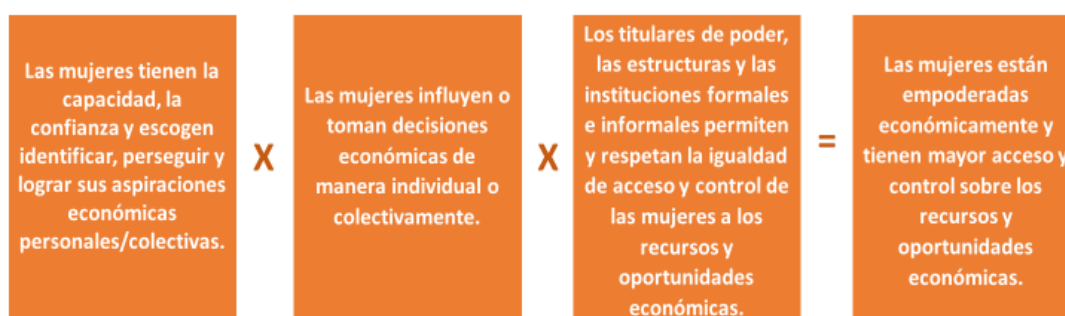 Las mujeres tienen la
capacidad, la
confianza y escogen
identificar, perseguir y
lograr sus aspiraciones
económicas
personales/colectivas.
X
Las mujeres influyen o
toman decisiones
económicas de
manera individual o
colectivamente.
X
Los titulares de poder,
las estructuras y las
instituciones formales
e informales permiten
y respetan la igualdad
de acceso y control de
las mujeres a los
recursos y
oportunidades
económicas.
=
Las mujeres están
empoderadas
económicamente y
tienen mayor acceso y
control sobre los
recursos y
oportunidades
económicas.